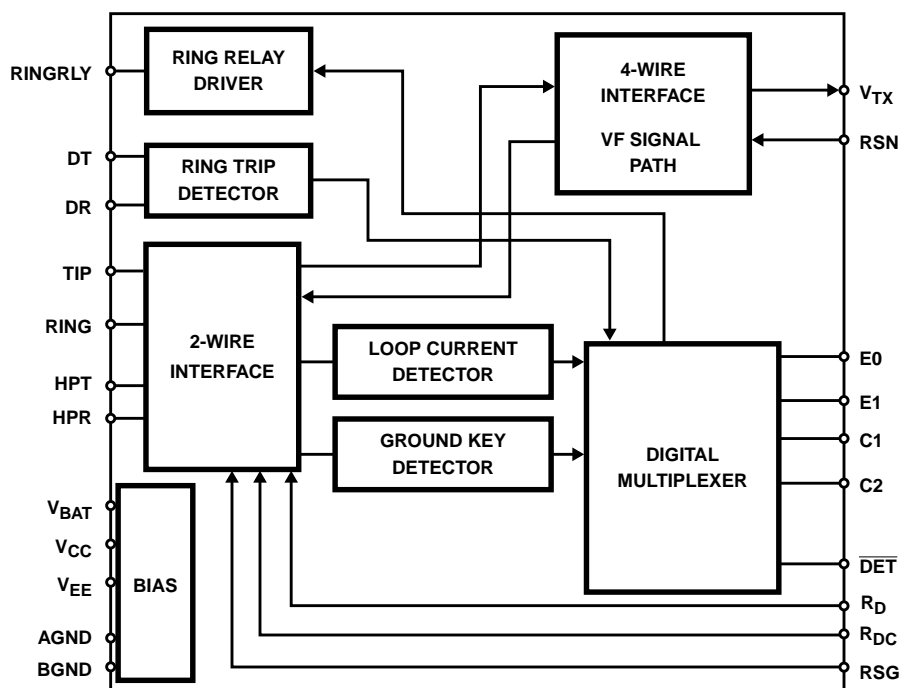 RINGRLY
RING RELAY
DRIVER
4-WIRE
INTERFACE
VF SIGNAL
PATH
VTX
RSN
DT
DR
RING TRIP
DETECTOR
TIP
RING
HPT
HPR
2-WIRE
INTERFACE
LOOP CURRENT
DETECTOR
GROUND KEY
DETECTOR
DIGITAL
MULTIPLEXER
E0
E1
C1
C2
DET
RD
RDC
RSG
VBAT
VCC
VEE
AGND
BGND
BIAS